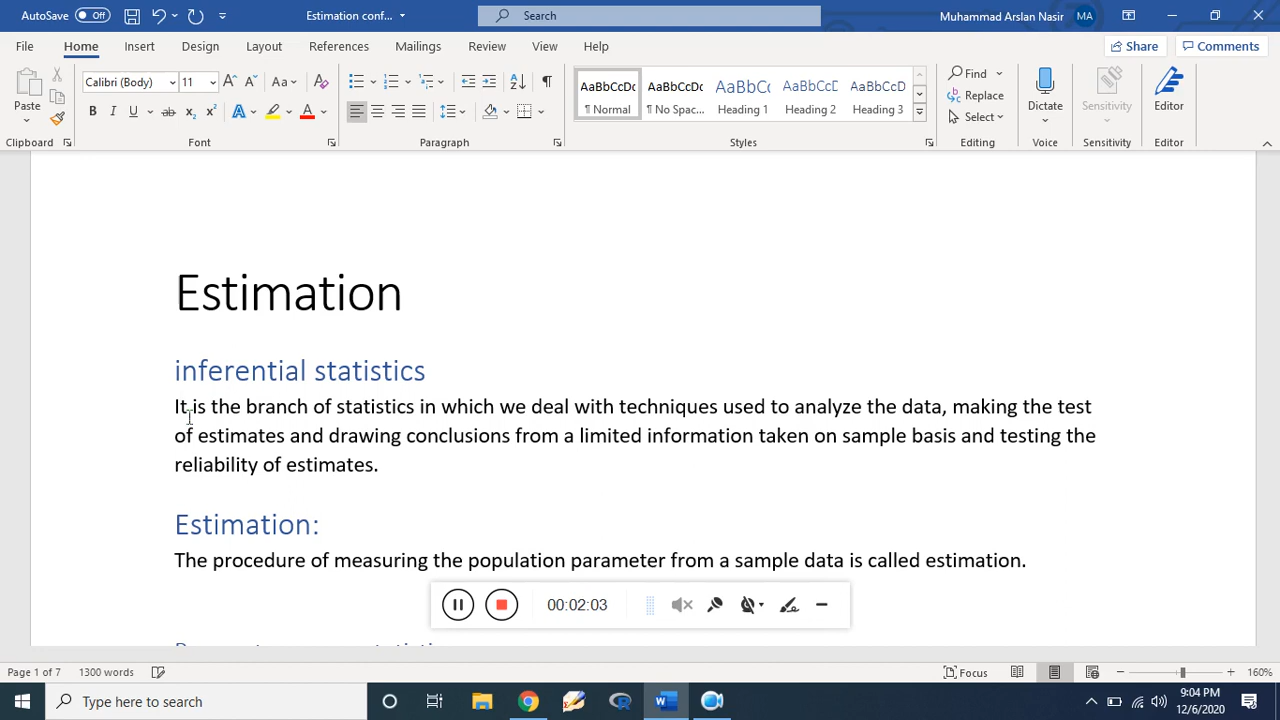 AutoSave Off Estimation conf... Search Muhammad Arslan Nasir MA
File Home Insert Design Layout References Mailings Review View Help Share Comments
Calibri (Body) 11 Aa AaBbCcDc AaBbCcDc AaBbCc AaBbCcD AaBbCcD Find
Paste ¶ Normal ¶ No Spac... Heading 1 Heading 2 Heading 3 Replace Dictate Sensitivity Editor
B I U ab x₂ x² A A Select
Clipboard Font Paragraph Styles Editing Voice Sensitivity Editor
Estimation
inferential statistics
It is the branch of statistics in which we deal with techniques used to analyze the data, making the test
of estimates and drawing conclusions from a limited information taken on sample basis and testing the
reliability of estimates.
Estimation:
The procedure of measuring the population parameter from a sample data is called estimation.
00:02:03
Page 1 of 7 1300 words Focus 160%
Type here to search 9:04 PM
12/6/2020